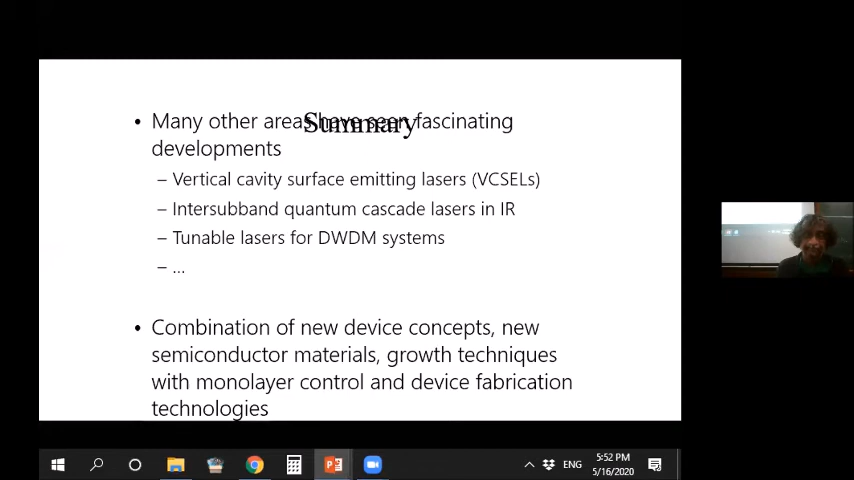 Summary
• Many other areas have seen fascinating
developments
– Vertical cavity surface emitting lasers (VCSELs)
– Intersubband quantum cascade lasers in IR
– Tunable lasers for DWDM systems
– ...
• Combination of new device concepts, new
semiconductor materials, growth techniques
with monolayer control and device fabrication
technologies
ENG
5:52 PM
5/16/2020